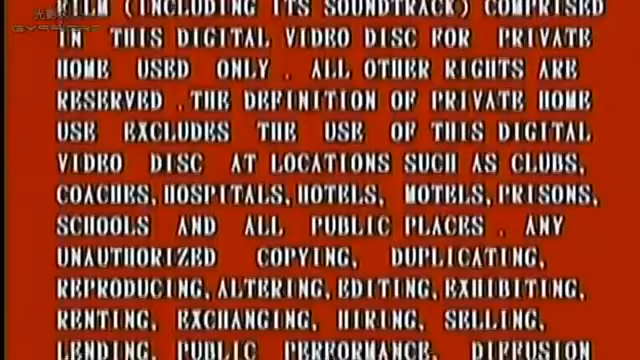 FILM (INCLUDING ITS SOUNDTRACK) COMPRISED
IN THIS DIGITAL VIDEO DISC FOR PRIVATE
HOME USED ONLY . ALL OTHER RIGHTS ARE
RESERVED .THE DEFINITION OF PRIVATE HOME
USE EXCLUDES THE USE OF THIS DIGITAL
VIDEO DISC AT LOCATIONS SUCH AS CLUBS,
COACHES,HOSPITALS,HOTELS, MOTELS,PRISONS,
SCHOOLS AND ALL PUBLIC PLACES . ANY
UNAUTHORIZED COPYING, DUPLICATING,
REPRODUCING,ALTERING,EDITING,EXHIBITING,
RENTING, EXCHANGING, HIRING, SELLING,
LENDING, PUBLIC PERFORMANCE, DIFFUSION